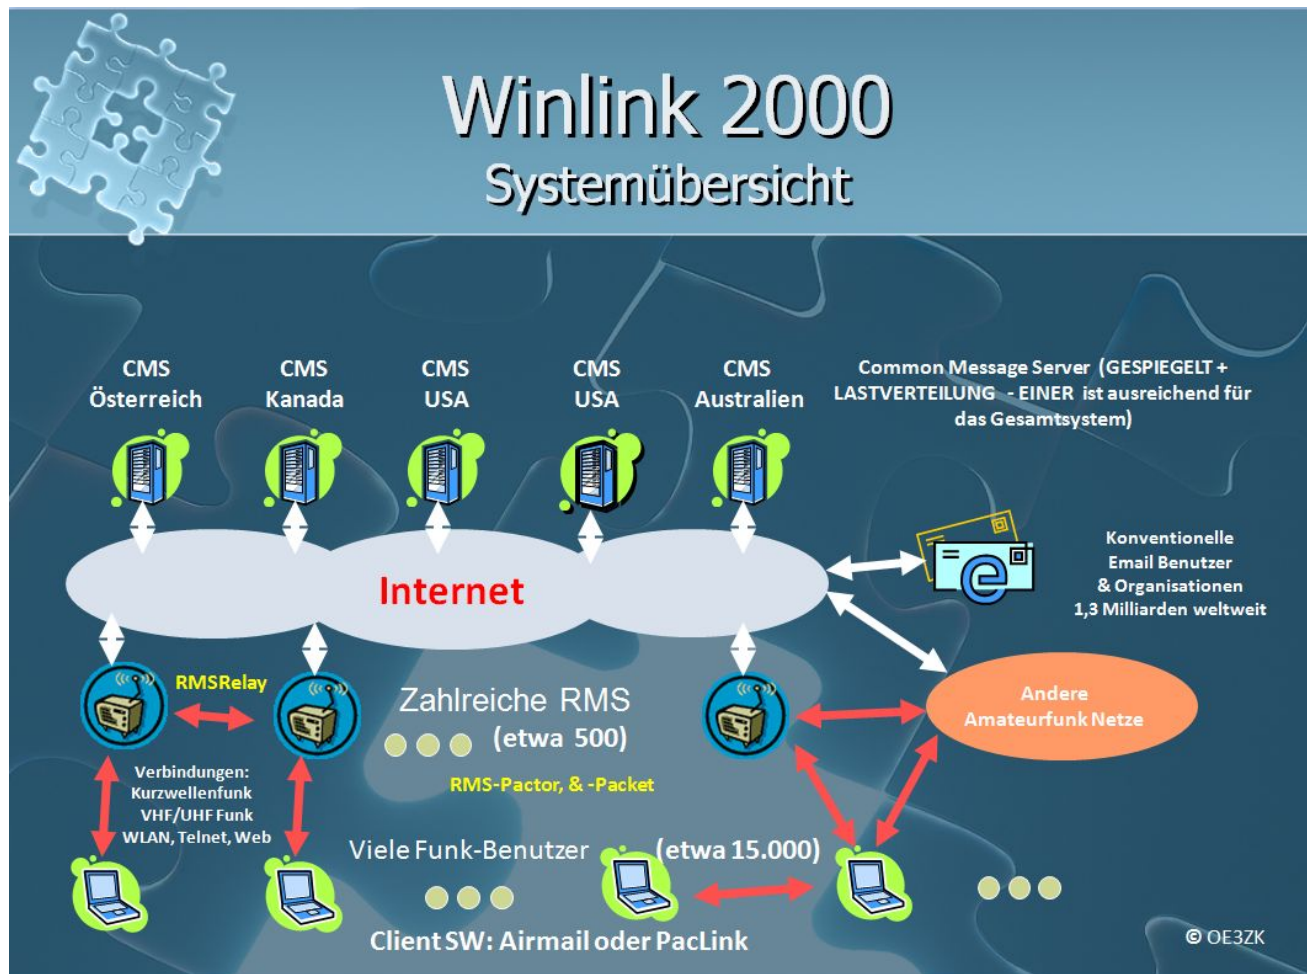 Winlink 2000
Systemübersicht
CMS
Österreich
CMS
Kanada
CMS
USA
CMS
USA
CMS
Australien
Common Message Server (GESPIEGELT +
LASTVERTEILUNG - EINER ist ausreichend für
das Gesamtsystem)
Internet
Konventionelle
Email Benutzer
& Organisationen
1,3 Milliarden weltweit
RMSRelay
Zahlreiche RMS
(etwa 500)
RMS-Pactor, & -Packet
Andere
Amateurfunk Netze
Verbindungen:
Kurzwellenfunk
VHF/UHF Funk
WLAN, Telnet, Web
Viele Funk-Benutzer (etwa 15.000)
Client SW: Airmail oder PacLink
© OE3ZK